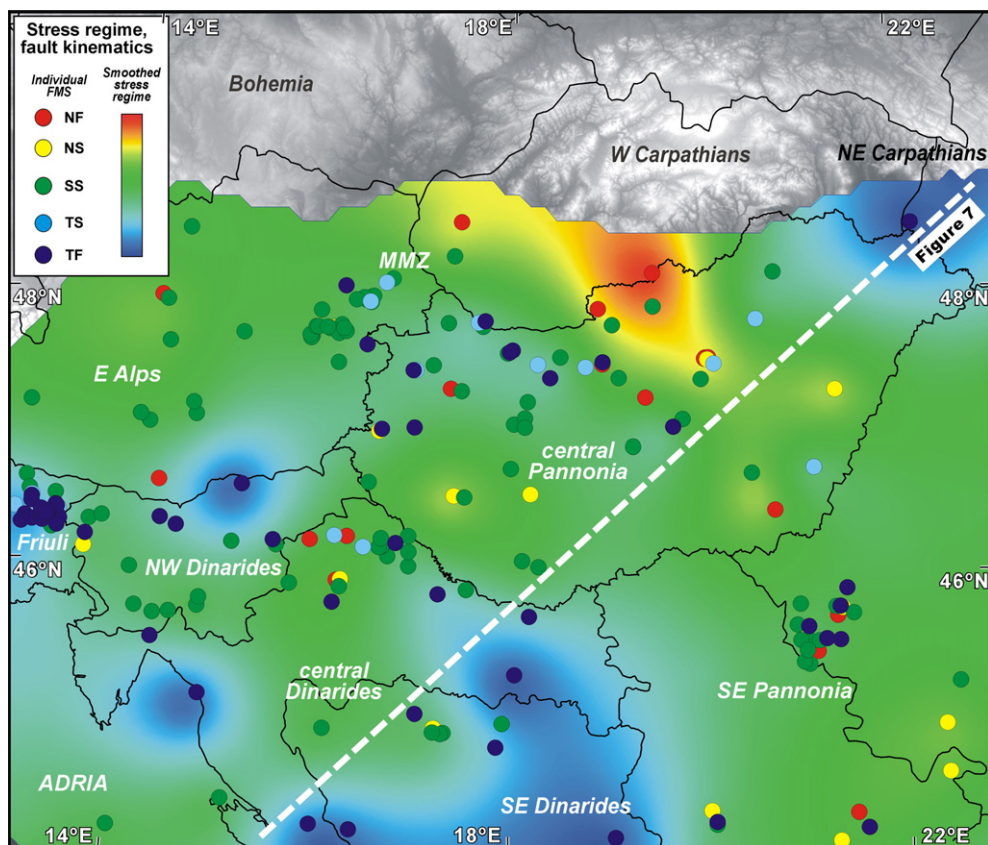 14°E
18°E
22°E
Stress regime,
fault kinematics
Individual
FMS
Smoothed
stress
regime
NF
NS
SS
TS
TF
Bohemia
W Carpathians
NE Carpathians
Figure 7
MMZ
48°N
48°N
E Alps
central
Pannonia
Friuli
46°N
NW Dinarides
46°N
central
Dinarides
SE Pannonia
ADRIA
SE Dinarides
14°E
18°E
22°E